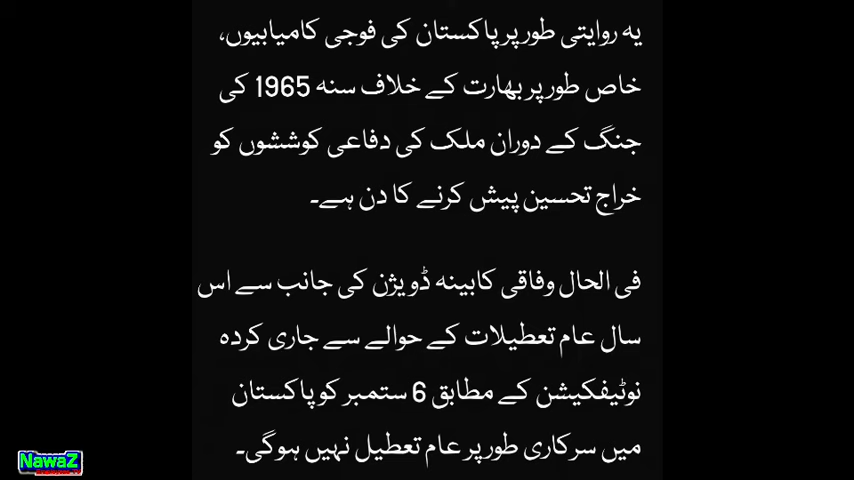 یہ روایتی طور پر پاکستان کی فوجی کامیابیوں،
خاص طور پر بھارت کے خلاف سنہ 1965 کی
جنگ کے دوران ملک کی دفاعی کوششوں کو
خراج تحسین پیش کرنے کا دن ہے۔
فی الحال وفاقی کابینہ ڈویژن کی جانب سے اس
سال عام تعطیلات کے حوالے سے جاری کردہ
نوٹیفکیشن کے مطابق 6 ستمبر کو پاکستان
میں سرکاری طور پر عام تعطیل نہیں ہوگی۔
NawaZ